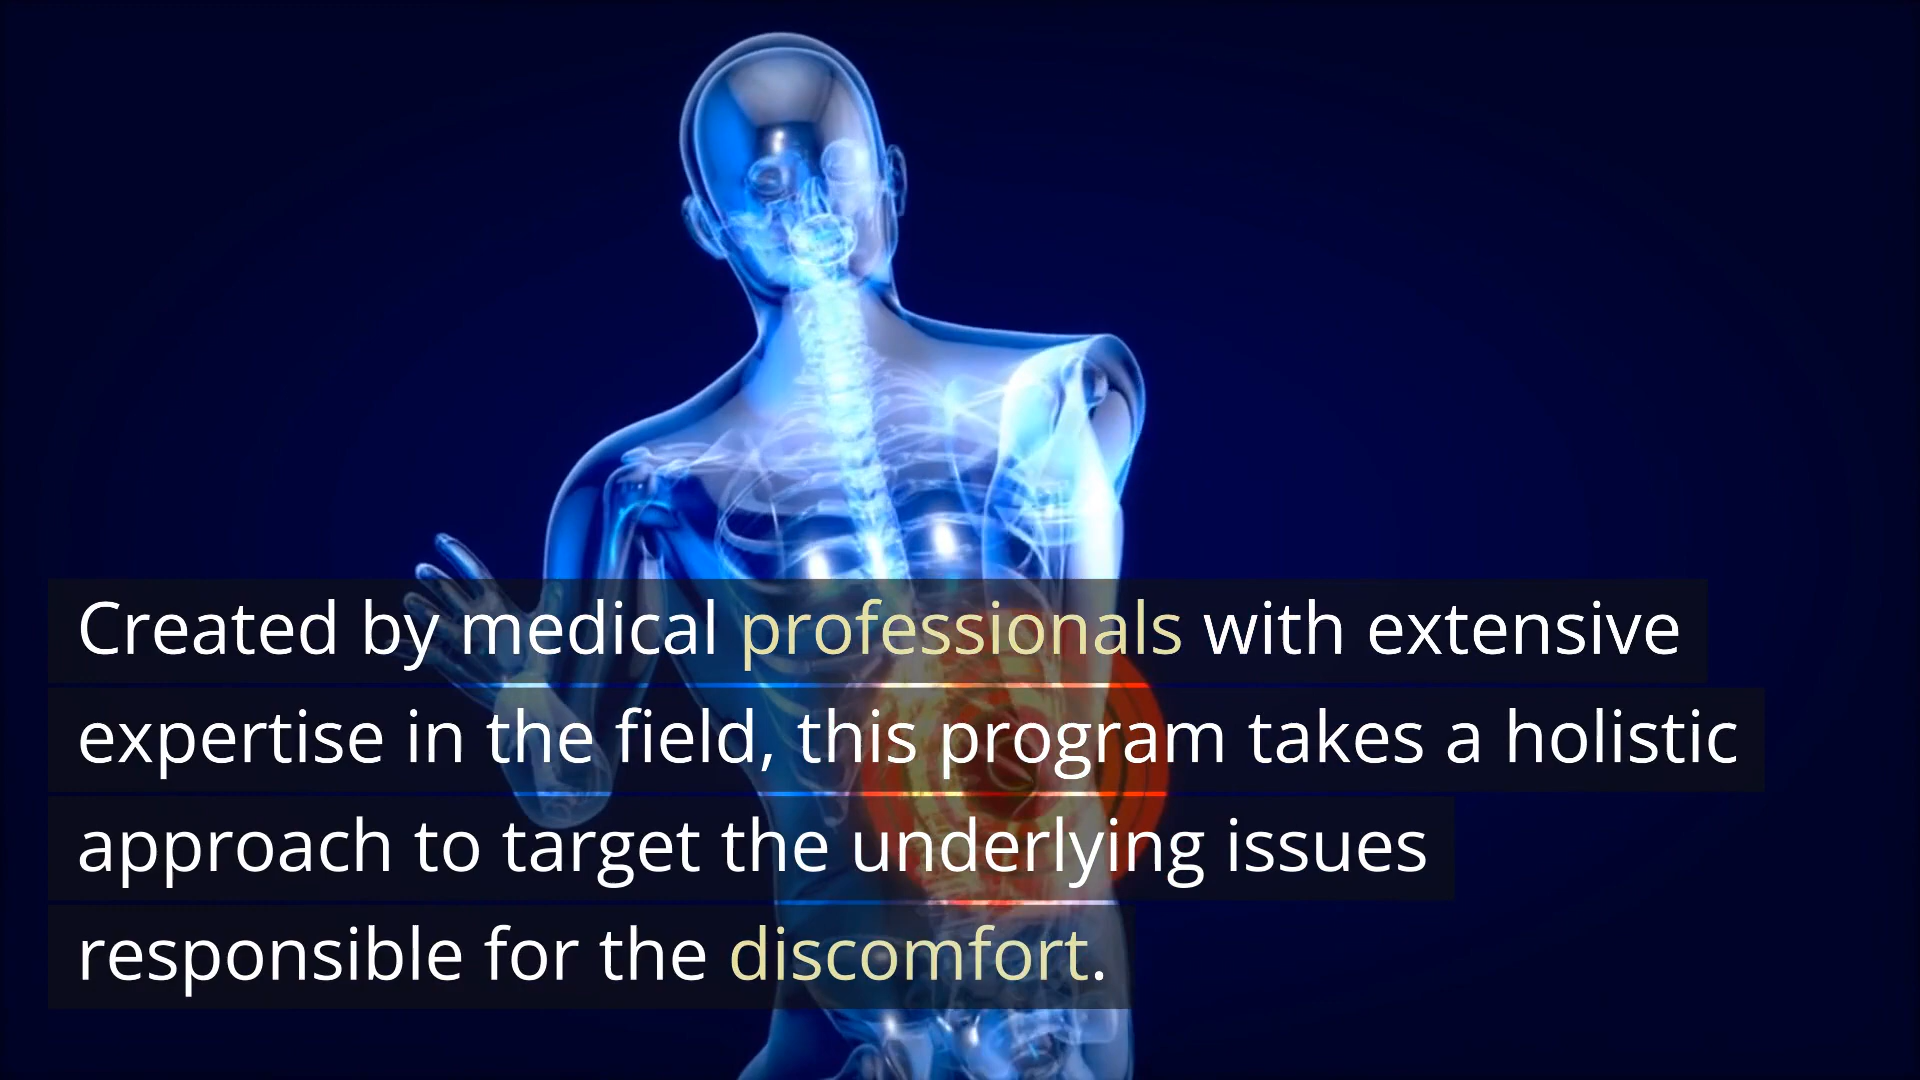 Created by medical professionals with extensive
expertise in the field, this program takes a holistic
approach to target the underlying issues
responsible for the discomfort.